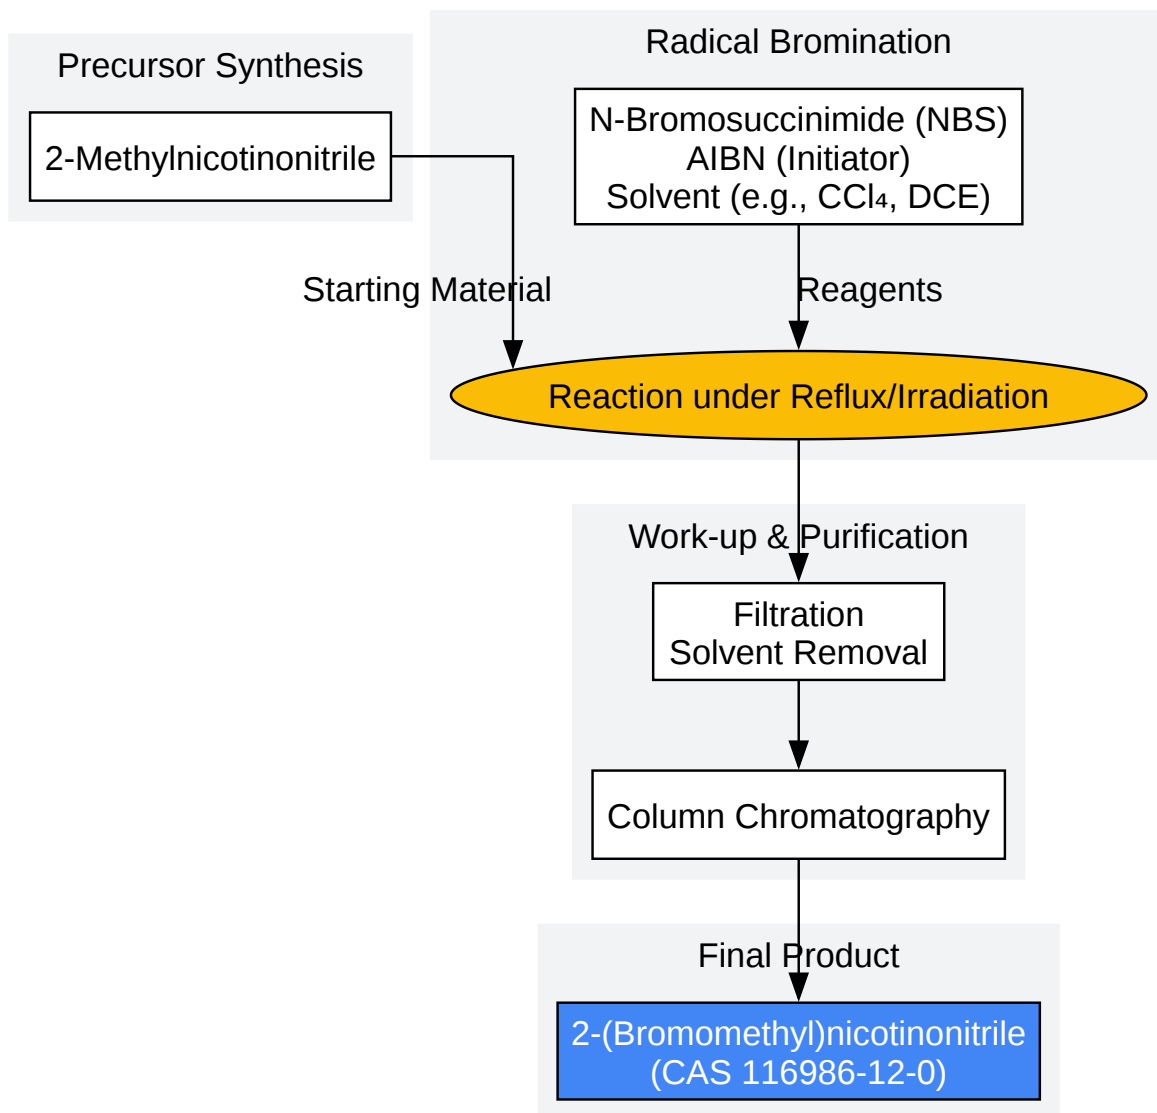 Precursor Synthesis
2-Methylnicotinonitrile
Radical Bromination
N-Bromosuccinimide (NBS)
AIBN (Initiator)
Solvent (e.g., CCl₄, DCE)
Starting Material
Reagents
Reaction under Reflux/Irradiation
Work-up & Purification
Filtration
Solvent Removal
Column Chromatography
Final Product
2-(Bromomethyl)nicotinonitrile
(CAS 116986-12-0)